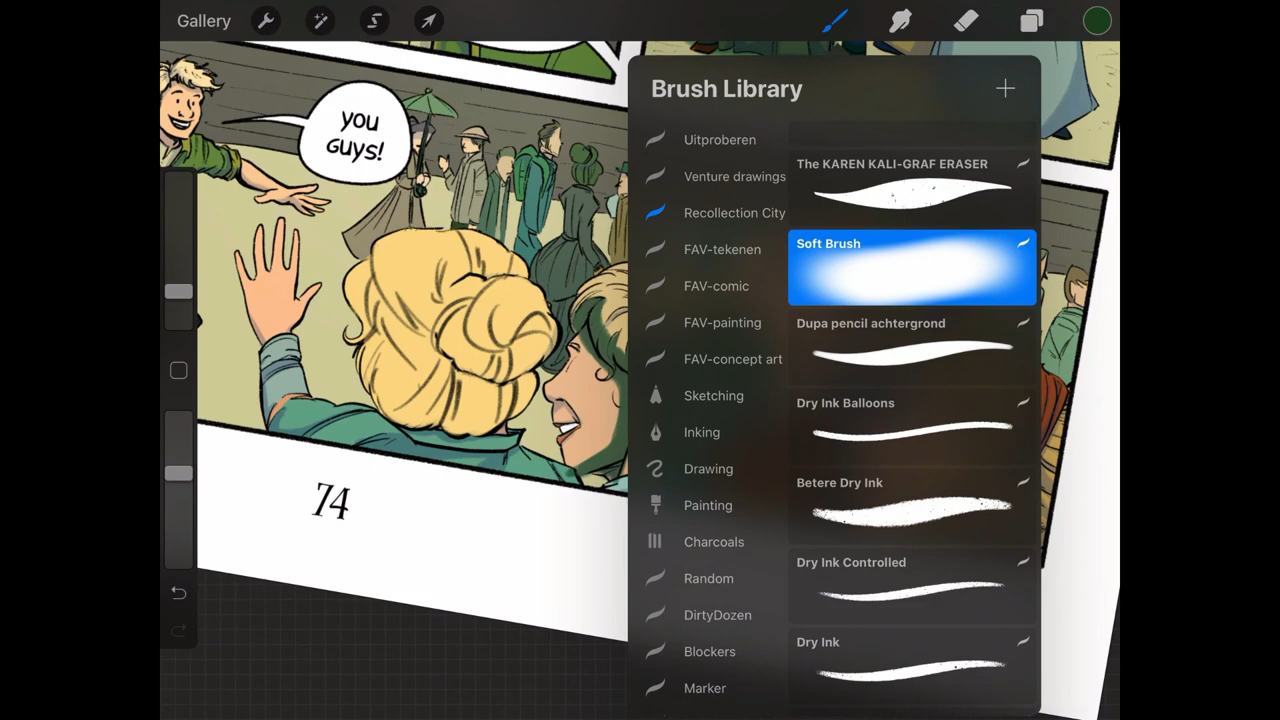 Gallery
you
guys!
74
Brush Library
Uitproberen
Venture drawings
Recollection City
FAV-tekenen
FAV-comic
FAV-painting
FAV-concept art
Sketching
Inking
Drawing
Painting
Charcoals
Random
DirtyDozen
Blockers
Marker
The KAREN KALI-GRAF ERASER
Soft Brush
Dupa pencil achtergrond
Dry Ink Balloons
Betere Dry Ink
Dry Ink Controlled
Dry Ink